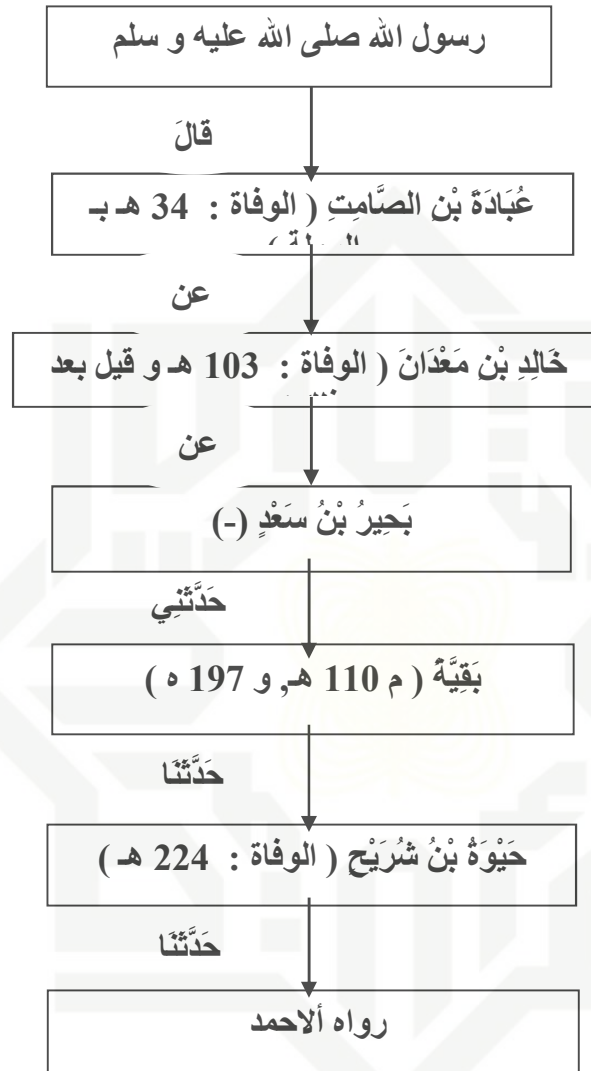 رسول الله صلى الله عليه و سلم
قالَ
عُبَادَةَ بْنِ الصَّامِتِ ( الوفاة : 34 هـ بـ
عن
خَالِدِ بْنِ مَعْدَانَ ( الوفاة : 103 هـ و قيل بعد
عن
بَحِيرُ بْنُ سَعْدٍ (-)
حَدَّثَنِي
بَقِيَّةُ ( م 110 هـ, و 197 ه )
حَدَّثَنَا
حَيْوَةُ بْنُ شُرَيْحٍ ( الوفاة : 224 هـ )
حَدَّثَنَا
رواه ألاحمد